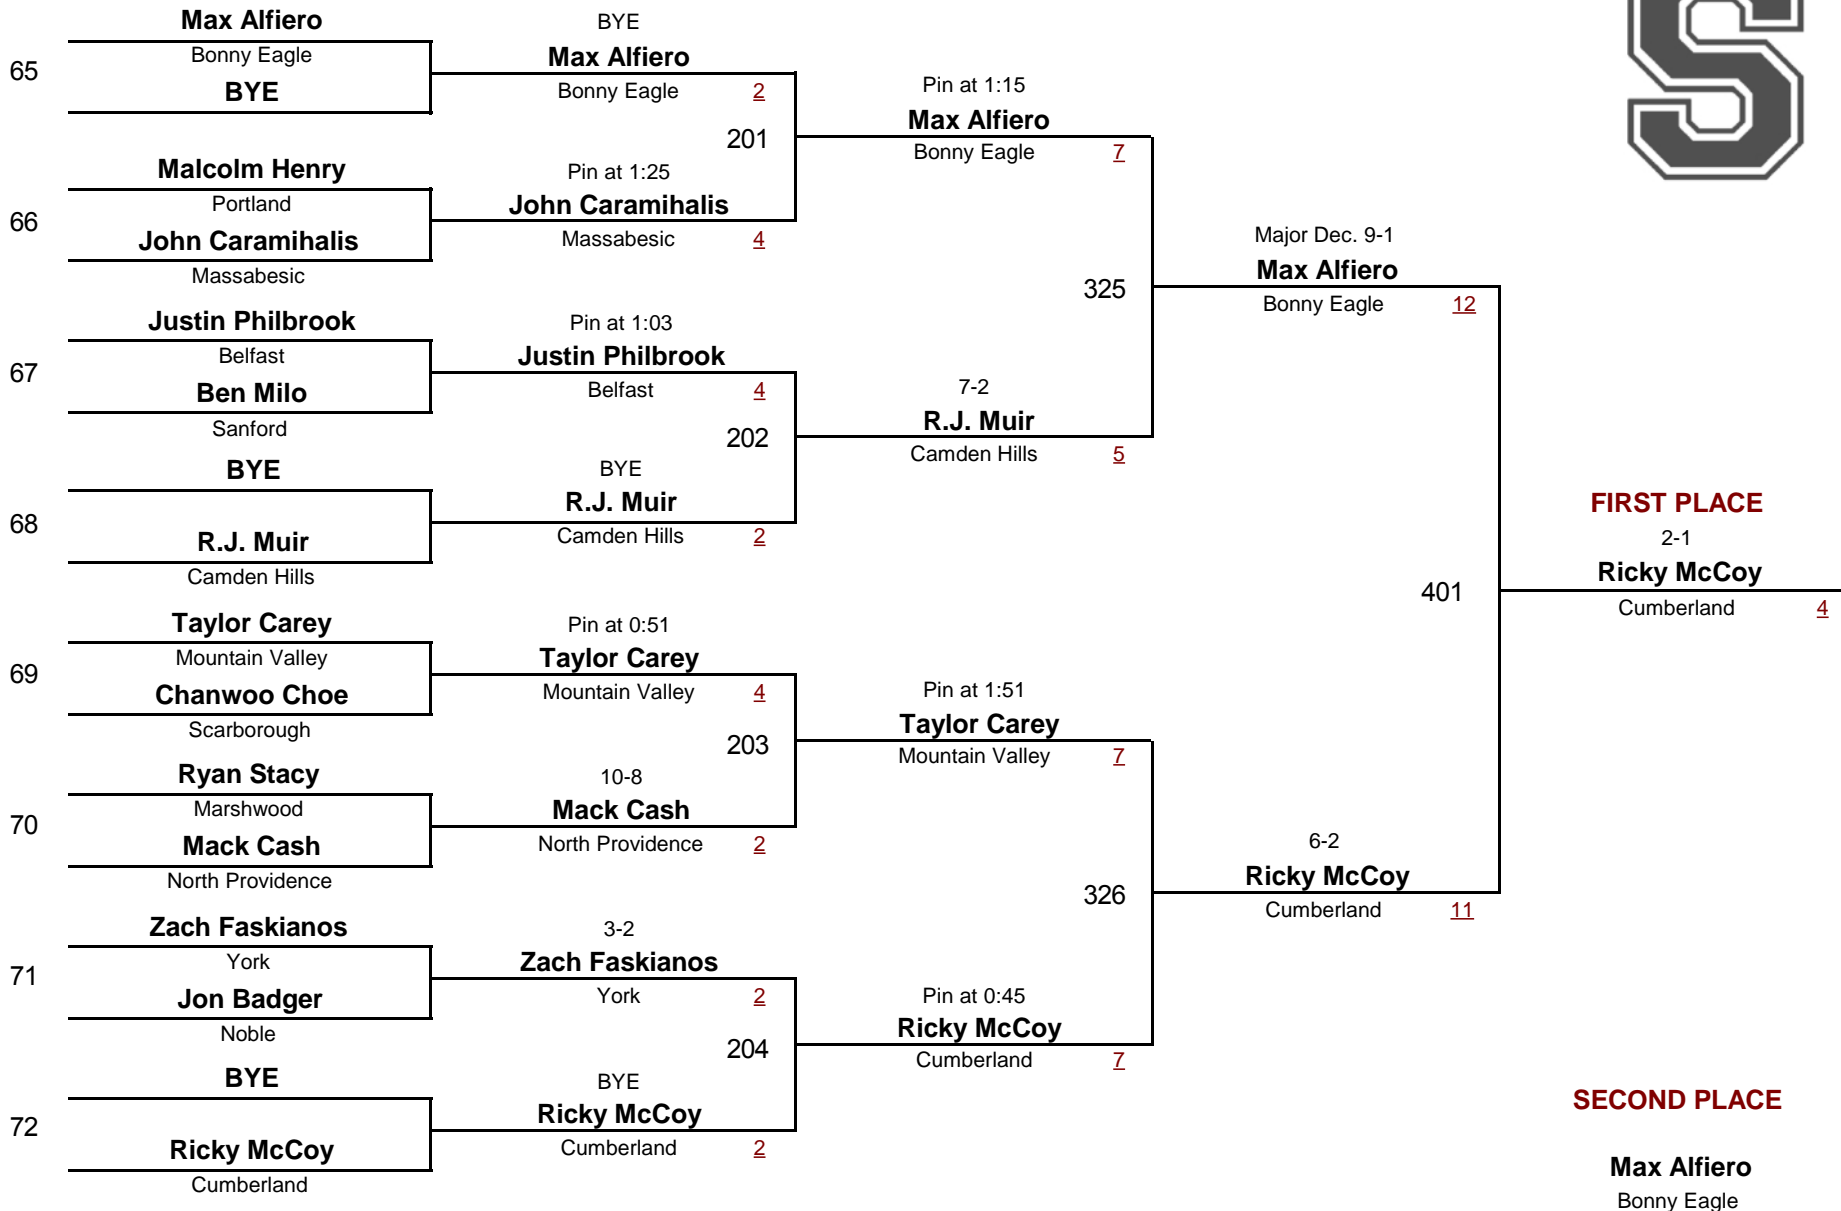 Max Alfiero
Bonny Eagle
65
BYE
Malcolm Henry
Portland
66
John Caramihalis
Massabesic
Justin Philbrook
Belfast
67
Ben Milo
Sanford
BYE
68
R.J. Muir
Camden Hills
Taylor Carey
Mountain Valley
69
Chanwoo Choe
Scarborough
Ryan Stacy
Marshwood
70
Mack Cash
North Providence
Zach Faskianos
York
71
Jon Badger
Noble
BYE
72
Ricky McCoy
Cumberland
BYE
Max Alfiero
Bonny Eagle 2
201
Pin at 1:25
John Caramihalis
Massabesic 4
Pin at 1:03
Justin Philbrook
Belfast 4
202
BYE
R.J. Muir
Camden Hills 2
Pin at 0:51
Taylor Carey
Mountain Valley 4
203
10-8
Mack Cash
North Providence 2
3-2
Zach Faskianos
York 2
204
BYE
Ricky McCoy
Cumberland 2
Pin at 1:15
Max Alfiero
Bonny Eagle 7
325
7-2
R.J. Muir
Camden Hills 5
Pin at 1:51
Taylor Carey
Mountain Valley 7
326
Pin at 0:45
Ricky McCoy
Cumberland 7
Major Dec. 9-1
Max Alfiero
Bonny Eagle 12
401
6-2
Ricky McCoy
Cumberland 11
S
FIRST PLACE
2-1
Ricky McCoy
Cumberland 4
SECOND PLACE
Max Alfiero
Bonny Eagle